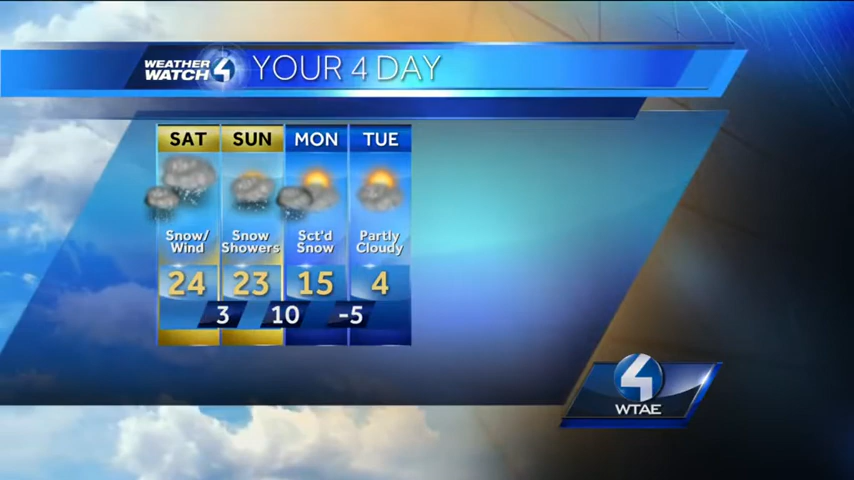 WEATHER
WATCH 4
YOUR 4 DAY
SAT SUN MON TUE
Snow/
Wind
Snow
Showers
Sct'd
Snow
Partly
Cloudy
24 23 15 4
3 10 -5
4
WTAE